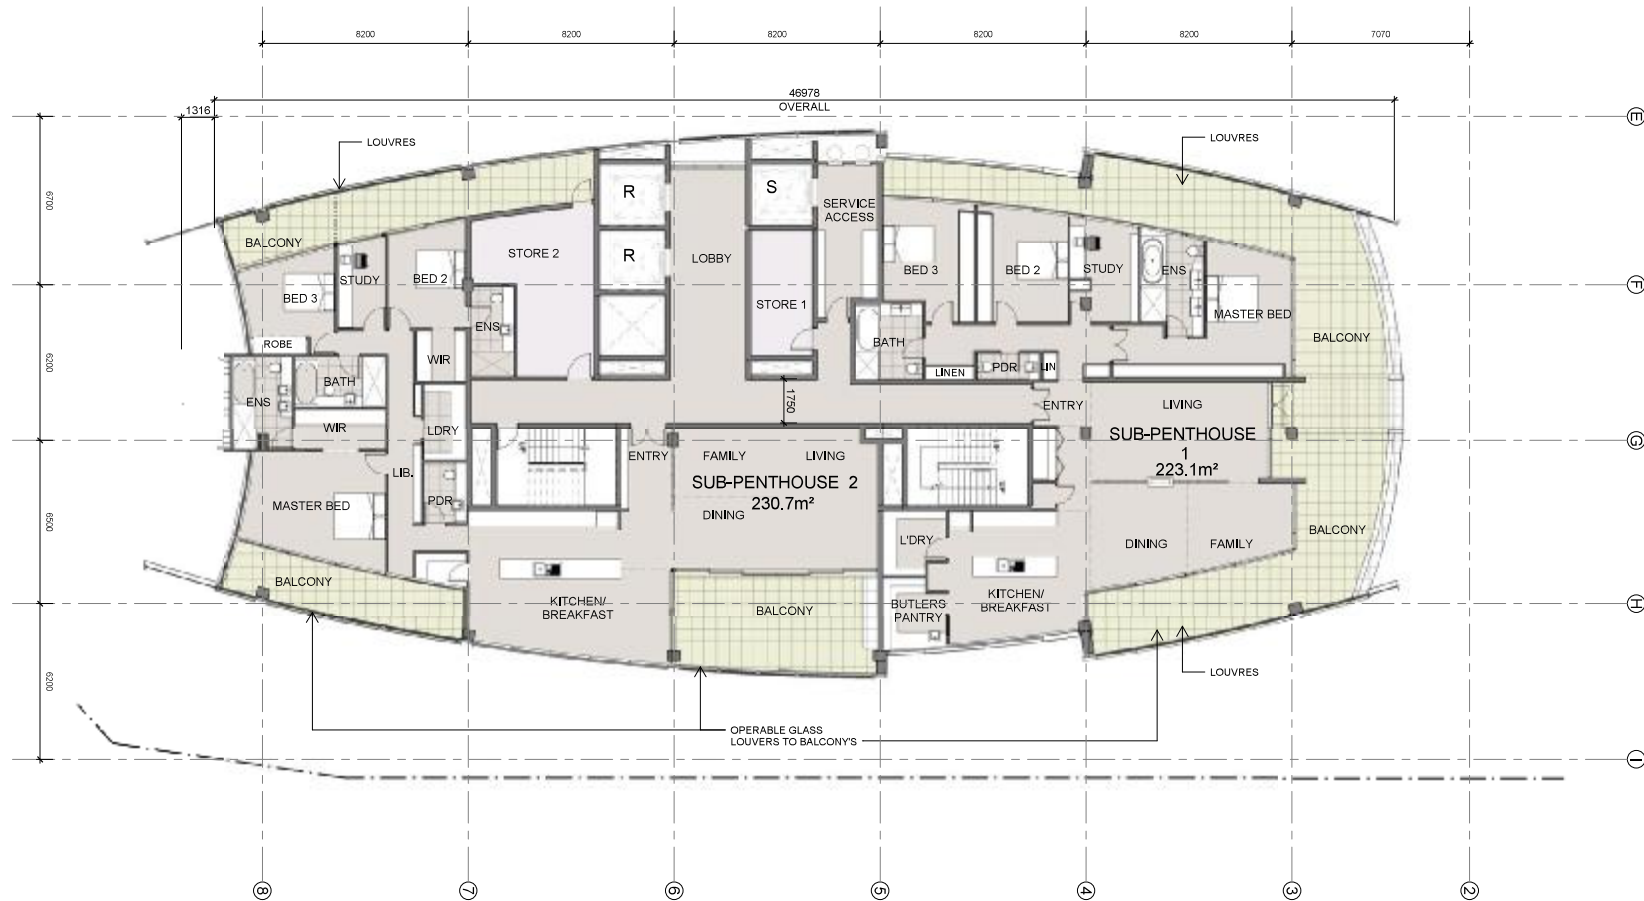 8200
8200
8200
8200
8200
7070
46978
OVERALL
1316
E
LOUVRES
LOUVRES
6700
R
S
SERVICE
ACCESS
BALCONY
STORE 2
R
LOBBY
BED 3
BED 2
STUDY
ENS
STUDY
BED 2
F
BED 3
STORE 1
MASTER BED
ENS
BALCONY
ROBE
BATH
WIR
6200
BATH
LINEN
PDR
LIN
ENS
1750
ENTRY
LIVING
WIR
LDRY
SUB-PENTHOUSE
1
223.1m²
G
ENTRY
FAMILY
LIVING
LIB.
SUB-PENTHOUSE 2
230.7m²
PDR
MASTER BED
DINING
6500
L'DRY
DINING
FAMILY
BALCONY
BALCONY
KITCHEN/
BREAKFAST
BALCONY
BUTLERS
PANTRY
KITCHEN/
BREAKFAST
H
6200
LOUVRES
OPERABLE GLASS
LOUVERS TO BALCONY'S
I
8
7
6
5
4
3
2